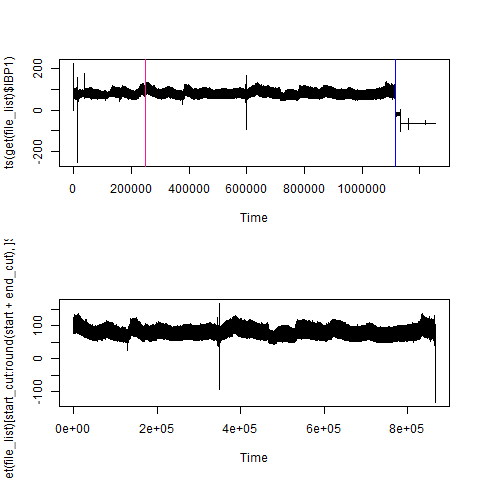 ts(get(file_list)$IBP1)
200
0
-200
0 200000 400000 600000 800000 1000000
Time
et(file_list)[start_cut:round(start + end_cut), ]$
100
0
-100
0e+00 2e+05 4e+05 6e+05 8e+05
Time